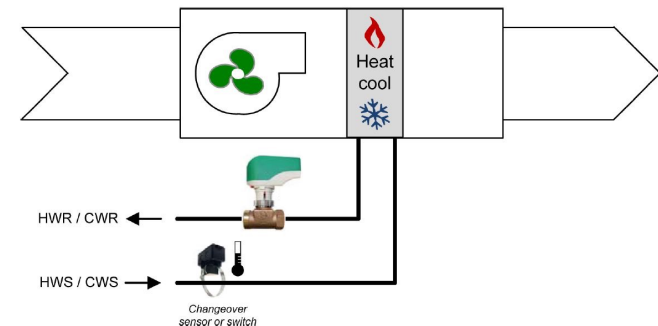 Heat
cool
HWR / CWR
HWS / CWS
Changeover
sensor or switch